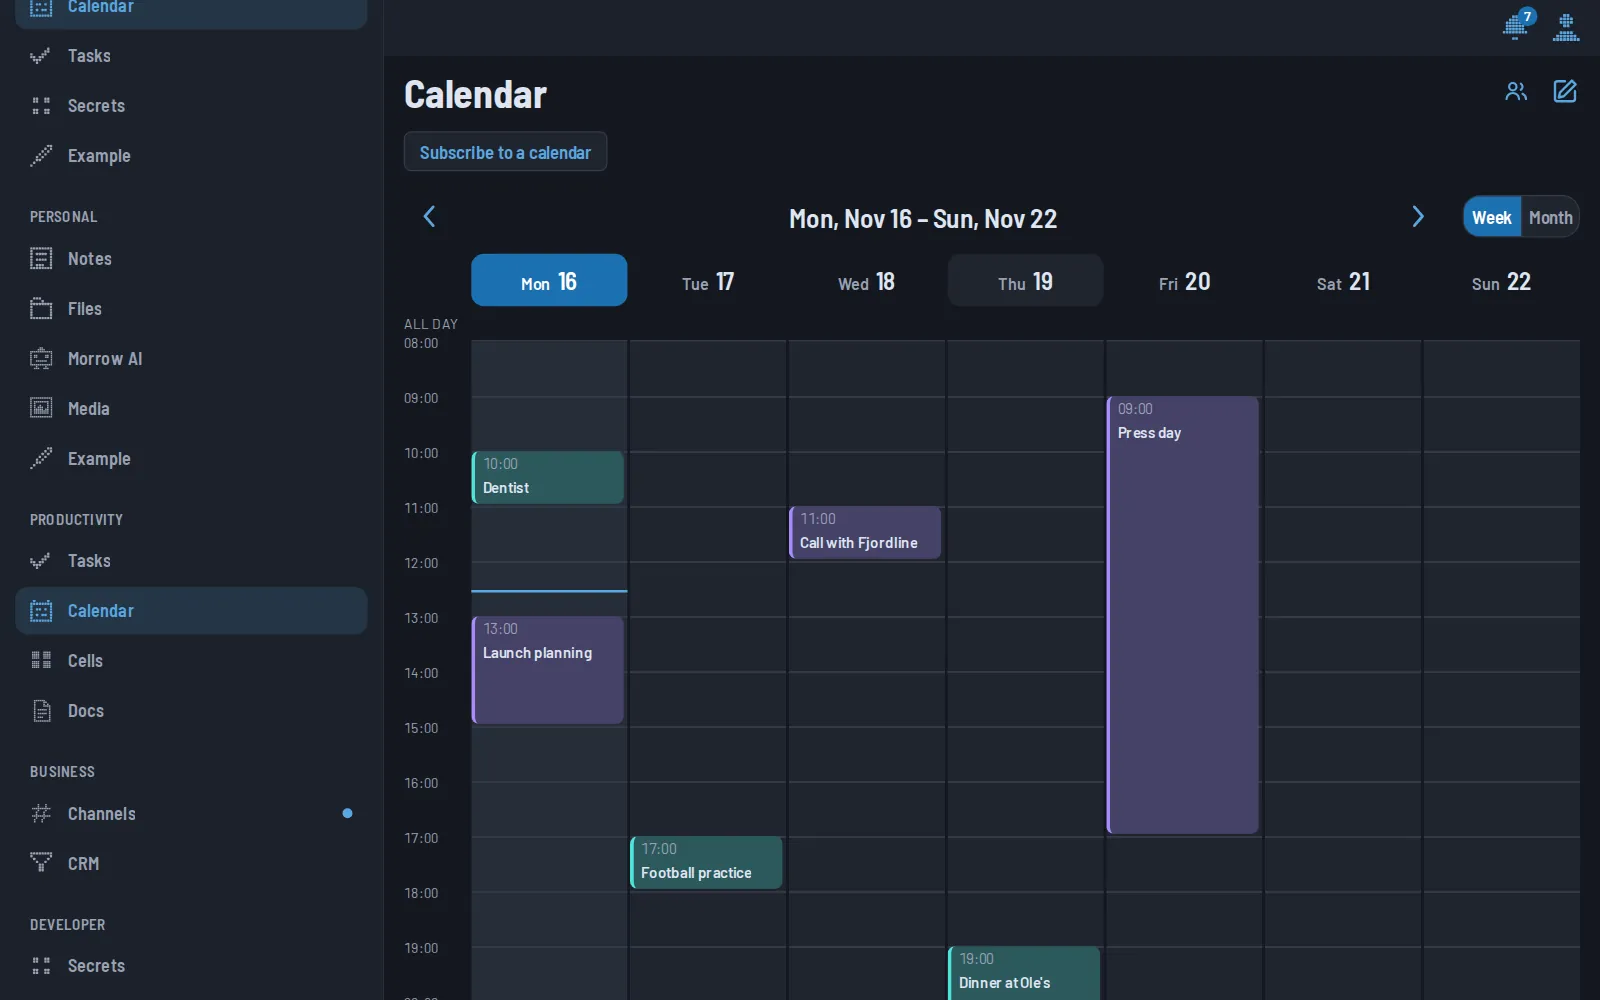 Calendar
Tasks
Secrets
Example
PERSONAL
Notes
Files
Morrow AI
Media
Example
PRODUCTIVITY
Tasks
Calendar
Cells
Docs
BUSINESS
Channels
CRM
DEVELOPER
Secrets
7
Calendar
Subscribe to a calendar
Mon, Nov 16 – Sun, Nov 22
Week
Month
Mon 16
Tue 17
Wed 18
Thu 19
Fri 20
Sat 21
Sun 22
ALL DAY
08:00
09:00
10:00
11:00
12:00
13:00
14:00
15:00
16:00
17:00
18:00
19:00
10:00
Dentist
13:00
Launch planning
17:00
Football practice
11:00
Call with Fjordline
19:00
Dinner at Ole's
09:00
Press day